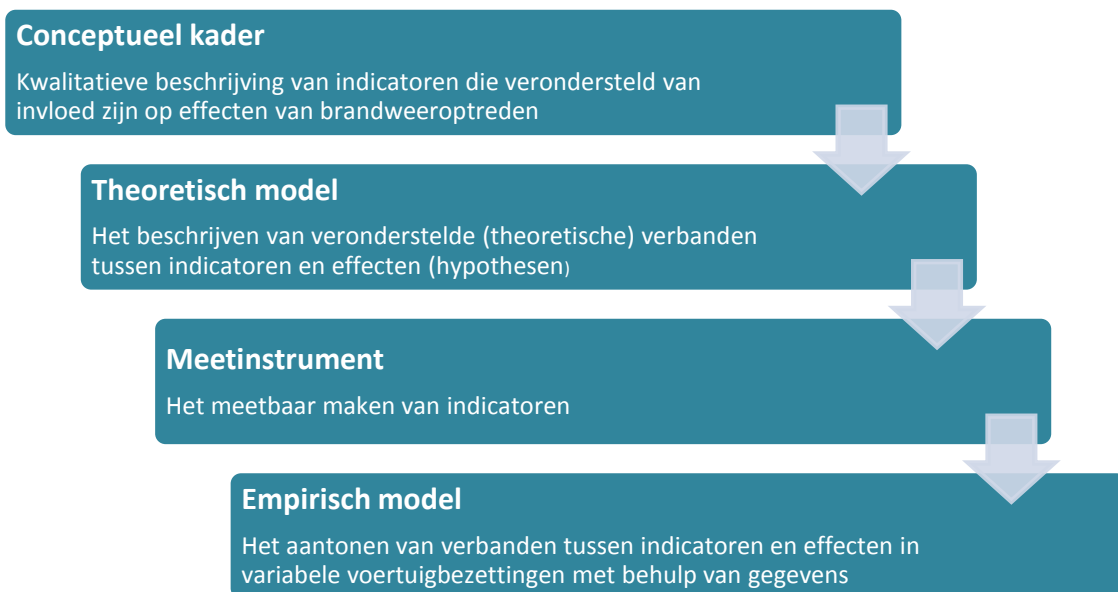 Conceptueel kader
Kwalitatieve beschrijving van indicatoren die verondersteld van
invloed zijn op effecten van brandweeroptreden
Theoretisch model
Het beschrijven van veronderstelde (theoretische) verbanden
tussen indicatoren en effecten (hypothesen)
Meetinstrument
Het meetbaar maken van indicatoren
Empirisch model
Het aantonen van verbanden tussen indicatoren en effecten in
variabele voertuigbezettingen met behulp van gegevens